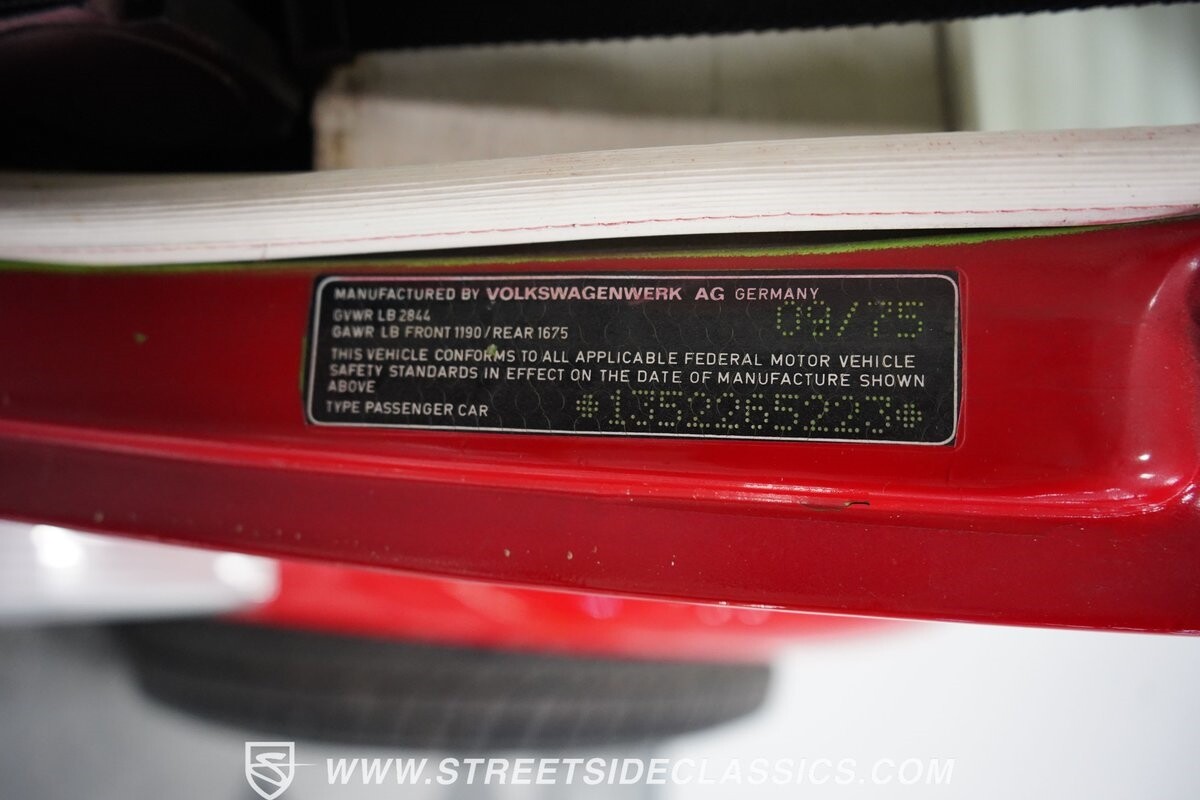 MANUFACTURED BY VOLKSWAGENWERK AG GERMANY
GVWR LB 2844 09/75
GAWR LB FRONT 1190/REAR 1675
THIS VEHICLE CONFORMS TO ALL APPLICABLE FEDERAL MOTOR VEHICLE
SAFETY STANDARDS IN EFFECT ON THE DATE OF MANUFACTURE SHOWN
ABOVE
TYPE PASSENGER CAR *1352265223*
WWW.STREETSIDECLASSICS.COM